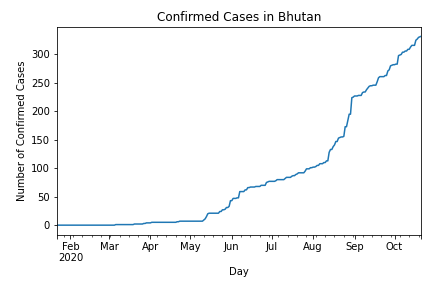 Confirmed Cases in Bhutan
Number of Confirmed Cases
300
250
200
150
100
50
0
Feb Mar Apr May Jun Jul Aug Sep Oct
2020
Day